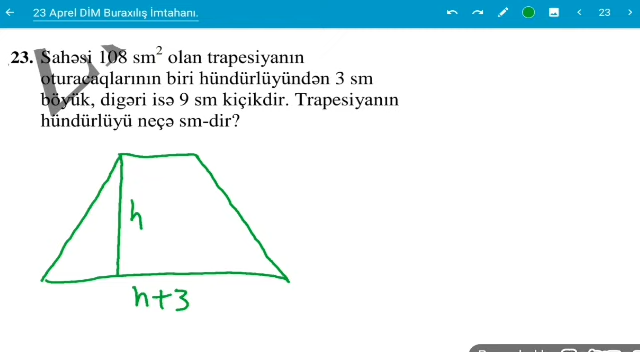 23 Aprel DİM Buraxılış İmtahanı.
23
23. Sahəsi 108 sm² olan trapesiyanın
oturacaqlarının biri hündürlüyündən 3 sm
böyük, digəri isə 9 sm kiçikdir. Trapesiyanın
hündürlüyü neçə sm-dir?
h
h+3